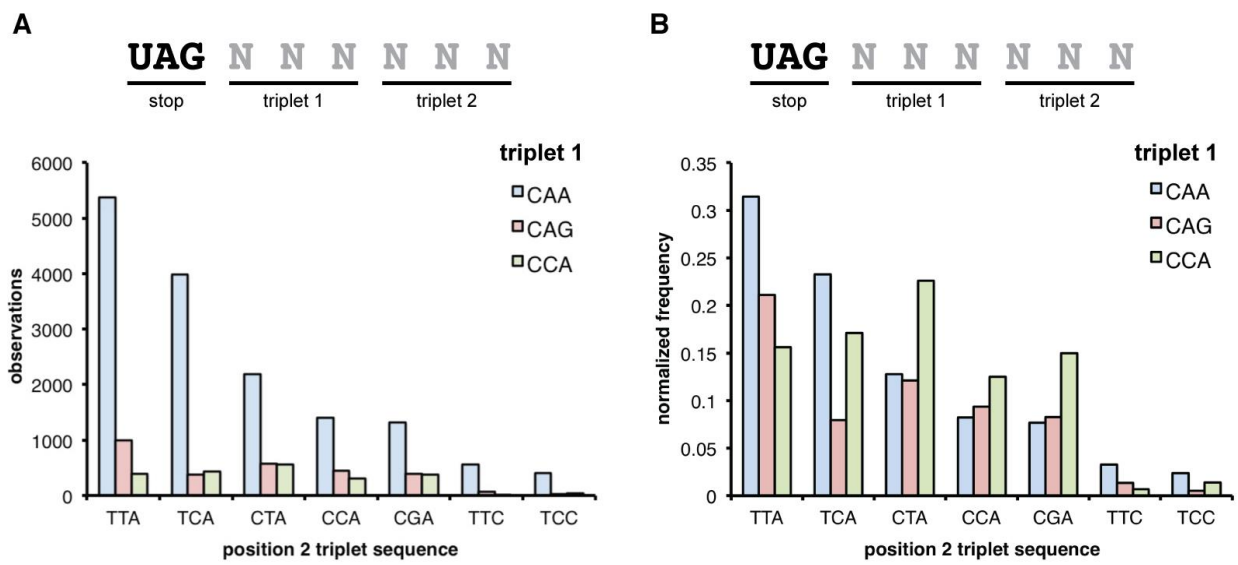 A
UAG N N N N N N
stop triplet 1 triplet 2
triplet 1
CAA
CAG
CCA
6000
5000
4000
3000
2000
1000
0
observations
TTA TCA CTA CCA CGA TTC TCC
position 2 triplet sequence
B
UAG N N N N N N
stop triplet 1 triplet 2
triplet 1
CAA
CAG
CCA
0.35
0.3
0.25
0.2
0.15
0.1
0.05
0
normalized frequency
TTA TCA CTA CCA CGA TTC TCC
position 2 triplet sequence